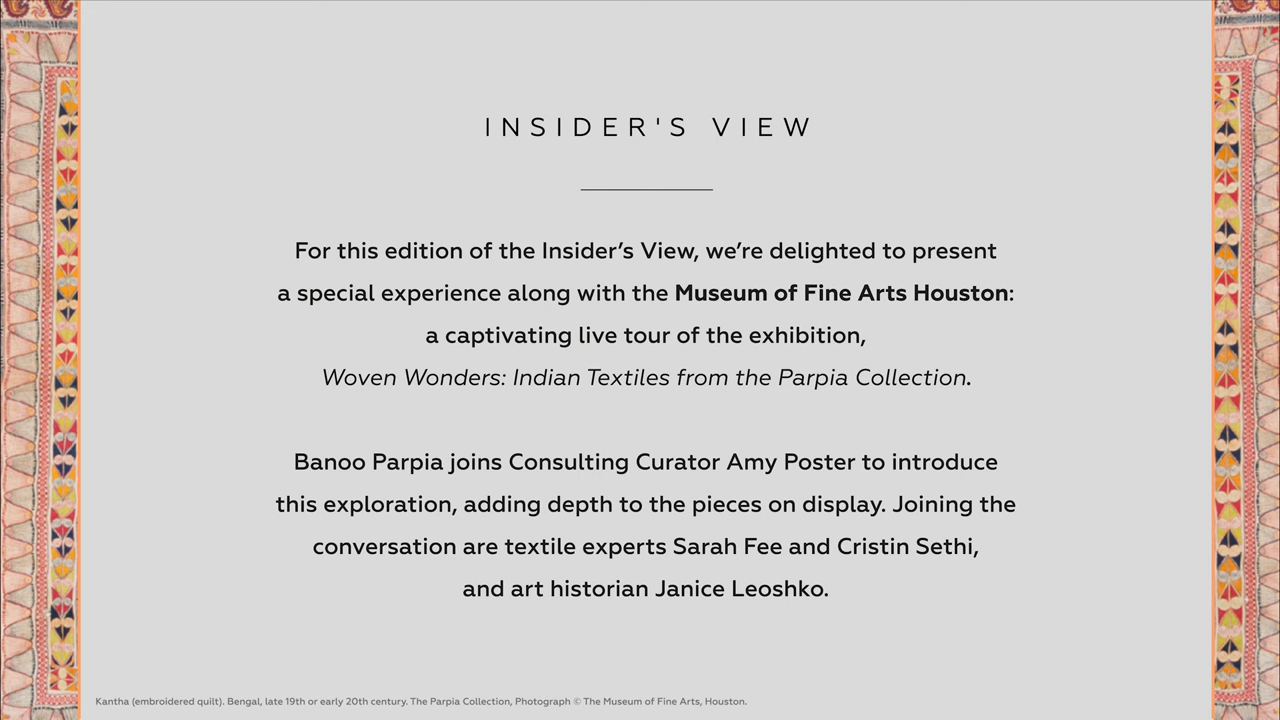 INSIDER'S VIEW
For this edition of the Insider’s View, we’re delighted to present
a special experience along with the Museum of Fine Arts Houston:
a captivating live tour of the exhibition,
Woven Wonders: Indian Textiles from the Parpia Collection.
Banoo Parpia joins Consulting Curator Amy Poster to introduce
this exploration, adding depth to the pieces on display. Joining the
conversation are textile experts Sarah Fee and Cristin Sethi,
and art historian Janice Leoshko.
Kantha (embroidered quilt). Bengal, late 19th or early 20th century. The Parpia Collection, Photograph © The Museum of Fine Arts, Houston.